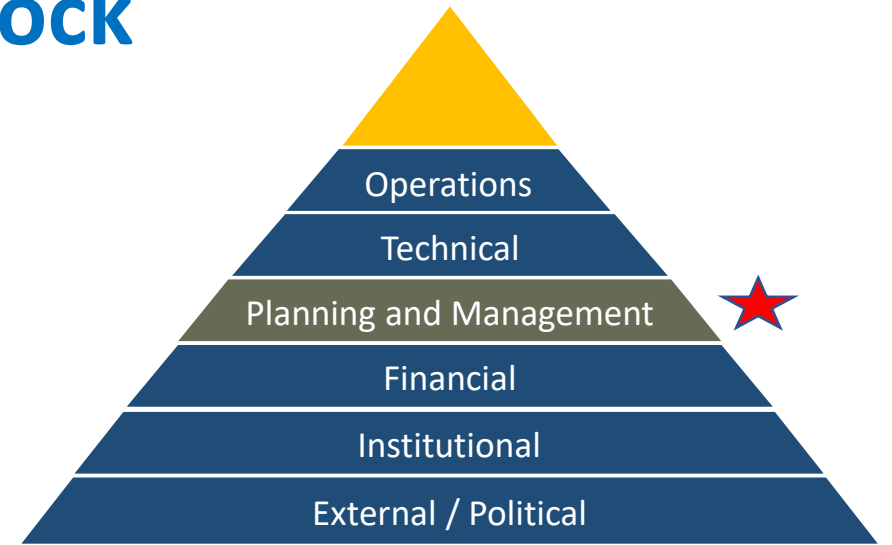 ock
Operations
Technical
Planning and Management
Financial
Institutional
External / Political